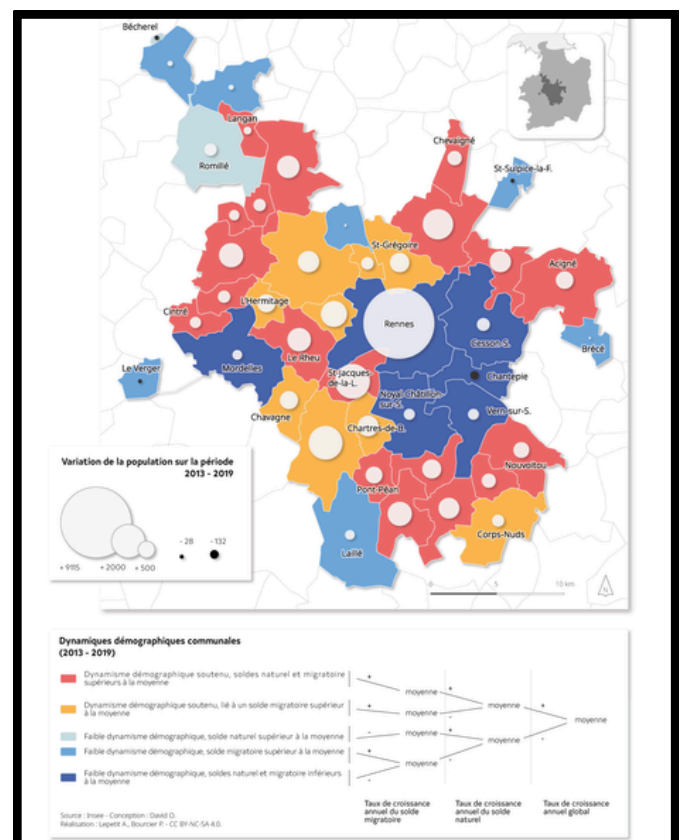 Bécherel
Langan
Romillé
Chevaigné
St-Sulpice-la-F.
St-Grégoire
Acigné
L'Hermitage
Cintré
Rennes
Cesson-S.
Brécé
Le Rheu
Le Verger
Mordelles
St-Jacques-
de-la-L.
Chantepie
Noyal-Châtillon-
sur-S.
Vern-sur-S.
Chavagne
Chartres-de-B.
Nouvoitou
Pont-Péan
Corps-Nuds
Laillé
Variation de la population sur la période
2013 - 2019
- 28
- 132
+ 9115
+ 2000
+ 500
0
5
10 km
N
Dynamiques démographiques communales
(2013 - 2019)
Dynamisme démographique soutenu, soldes naturel et migratoire
supérieurs à la moyenne
Dynamisme démographique soutenu, lié à un solde migratoire supérieur
à la moyenne
Faible dynamisme démographique, solde naturel supérieur à la moyenne
Faible dynamisme démographique, solde migratoire supérieur à la moyenne
Faible dynamisme démographique, soldes naturel et migratoire inférieurs
à la moyenne
+
moyenne
-
+
moyenne
-
+
moyenne
-
+
moyenne
-
+
moyenne
-
+
moyenne
-
Taux de croissance
annuel du solde
migratoire
Taux de croissance
annuel du solde
naturel
Taux de croissance
annuel global
Source : Insee - Conception : David O.
Réalisation : Lepetit A., Bourcier P. - CC BY-NC-SA 4.0.